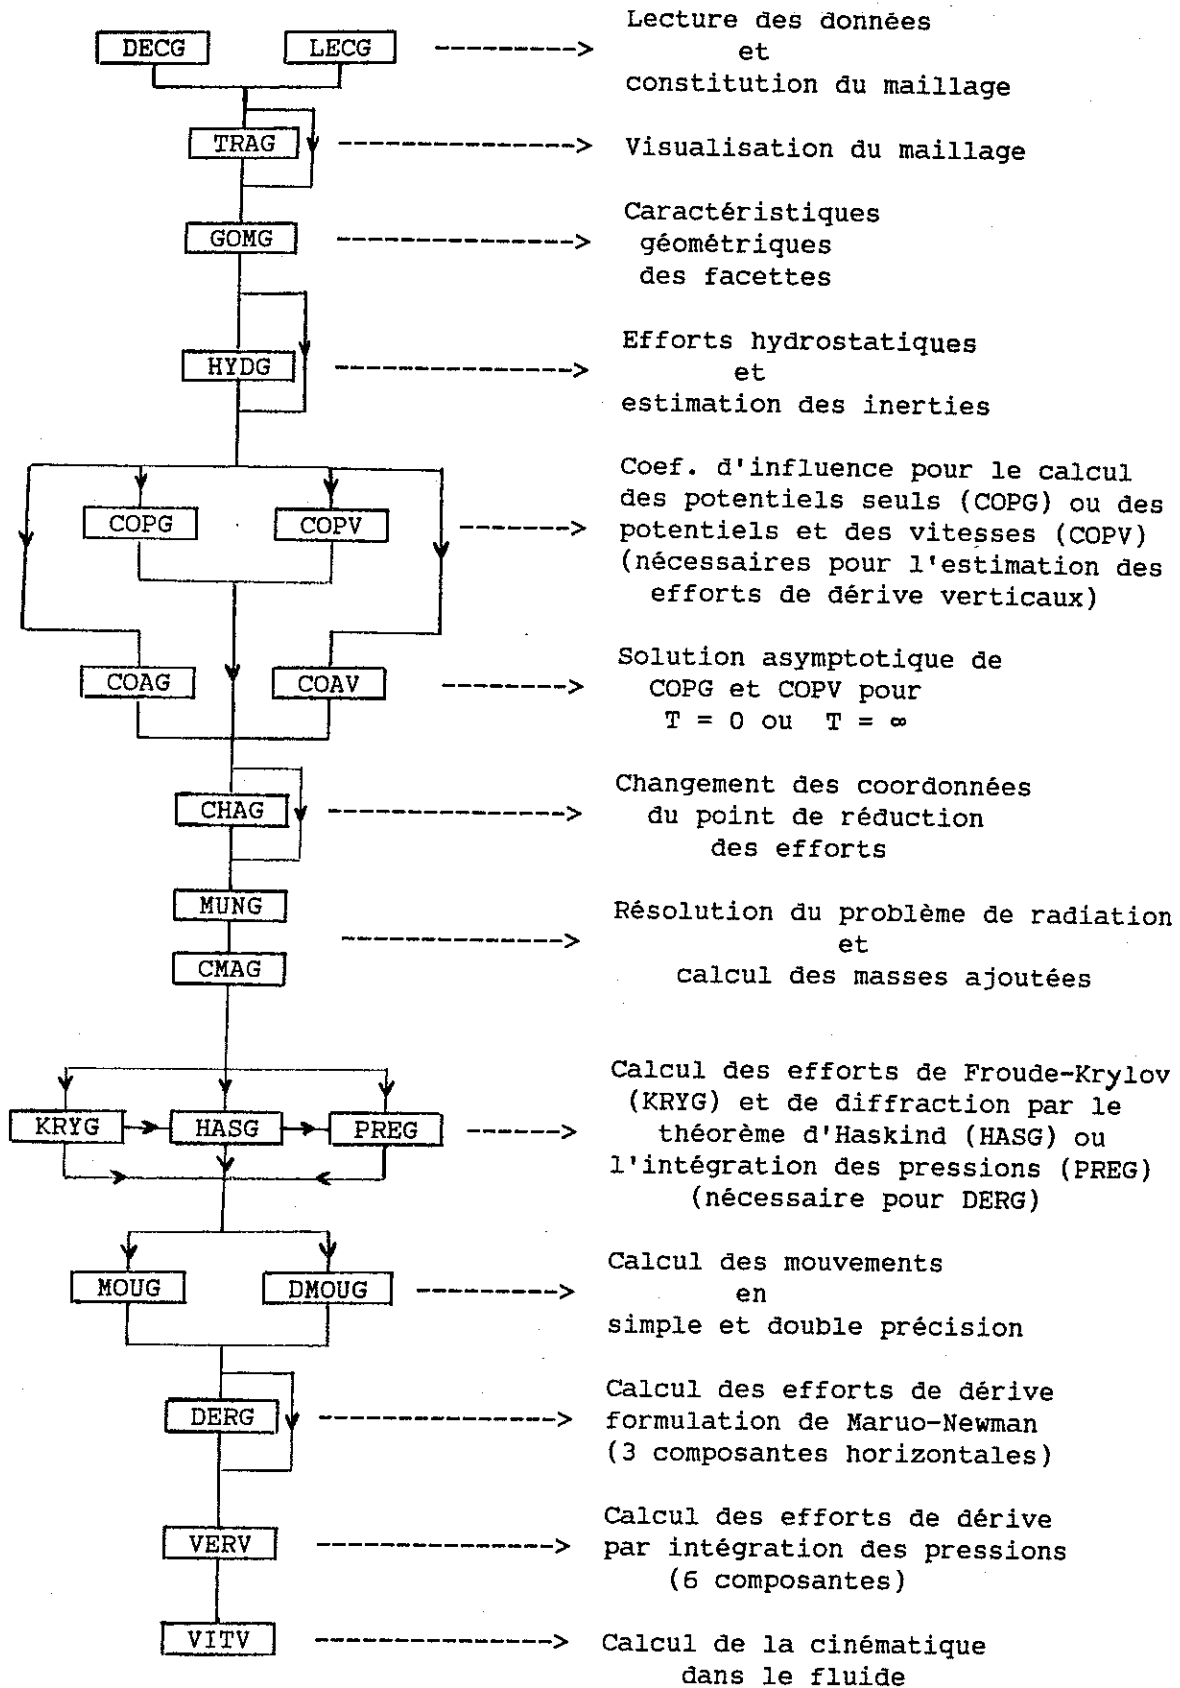 DECG LECG Lecture des données
et
constitution du maillage
TRAG Visualisation du maillage
Caractéristiques
GOMG géométriques
des facettes
Efforts hydrostatiques
HYDG et
estimation des inerties
Coef. d'influence pour le calcul
des potentiels seuls (COPG) ou des
COPG COPV potentiels et des vitesses (COPV)
(nécessaires pour l'estimation des
efforts de dérive verticaux)
Solution asymptotique de
COAG COAV COPG et COPV pour
T = 0 ou T = ∞
Changement des coordonnées
CHAG du point de réduction
des efforts
MUNG
Résolution du problème de radiation
et
CMAG calcul des masses ajoutées
Calcul des efforts de Froude-Krylov
(KRYG) et de diffraction par le
KRYG HASG PREG théorème d'Haskind (HASG) ou
l'intégration des pressions (PREG)
(nécessaire pour DERG)
Calcul des mouvements
MOUG DMOUG en
simple et double précision
Calcul des efforts de dérive
DERG formulation de Maruo-Newman
(3 composantes horizontales)
Calcul des efforts de dérive
VERV par intégration des pressions
(6 composantes)
VITV Calcul de la cinématique
dans le fluide